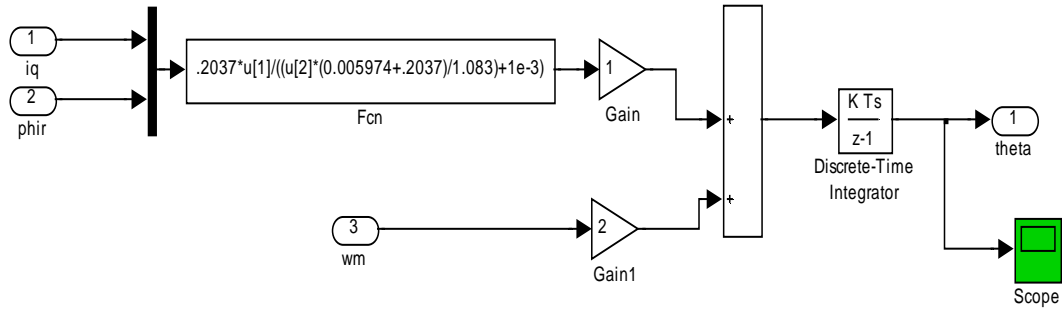 1
iq
2
phir
.2037*u[1]/((u[2]*(0.005974+.2037)/1.083)+1e-3)
Fcn
1
Gain
+
+
3
wm
2
Gain1
K Ts
z-1
Discrete-Time
Integrator
1
theta
Scope